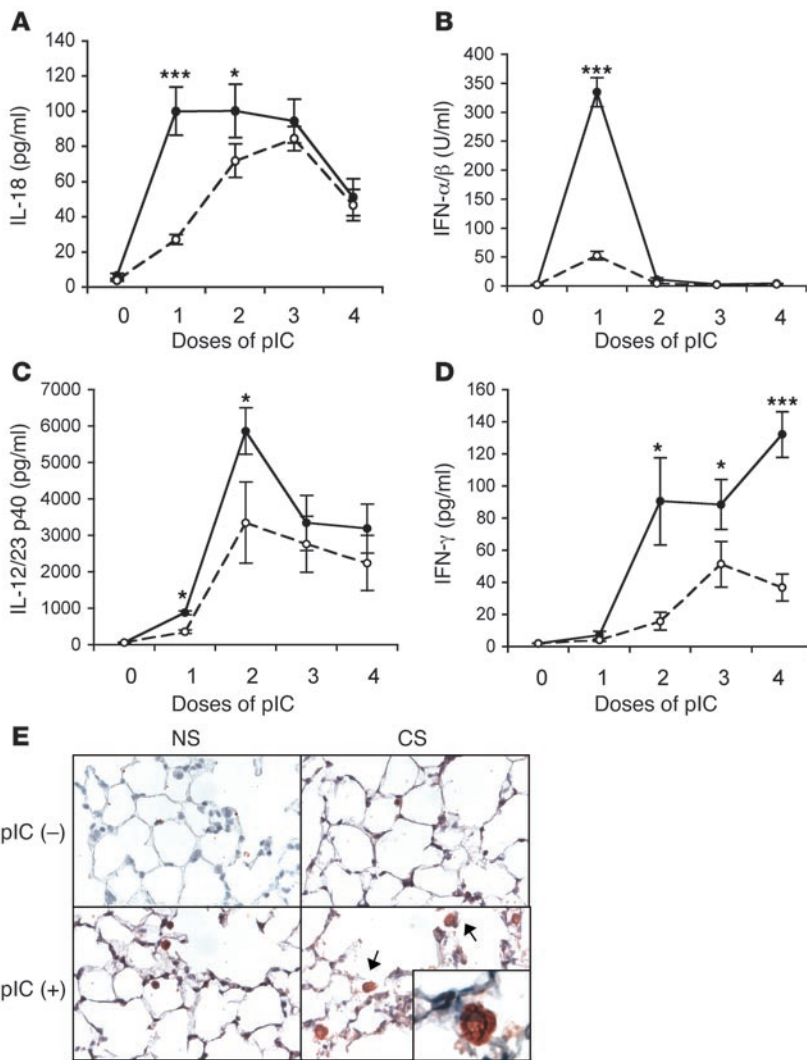 A
IL-18 (pg/ml)
140
120
100
80
60
40
20
0
***
*
0 1 2 3 4
Doses of pIC
B
IFN-α/β (U/ml)
400
350
300
250
200
150
100
50
0
***
0 1 2 3 4
Doses of pIC
C
IL-12/23 p40 (pg/ml)
7000
6000
5000
4000
3000
2000
1000
0
*
*
0 1 2 3 4
Doses of pIC
D
IFN-γ (pg/ml)
160
140
120
100
80
60
40
20
0
*
*
***
0 1 2 3 4
Doses of pIC
E
NS CS
pIC (–)
pIC (+)